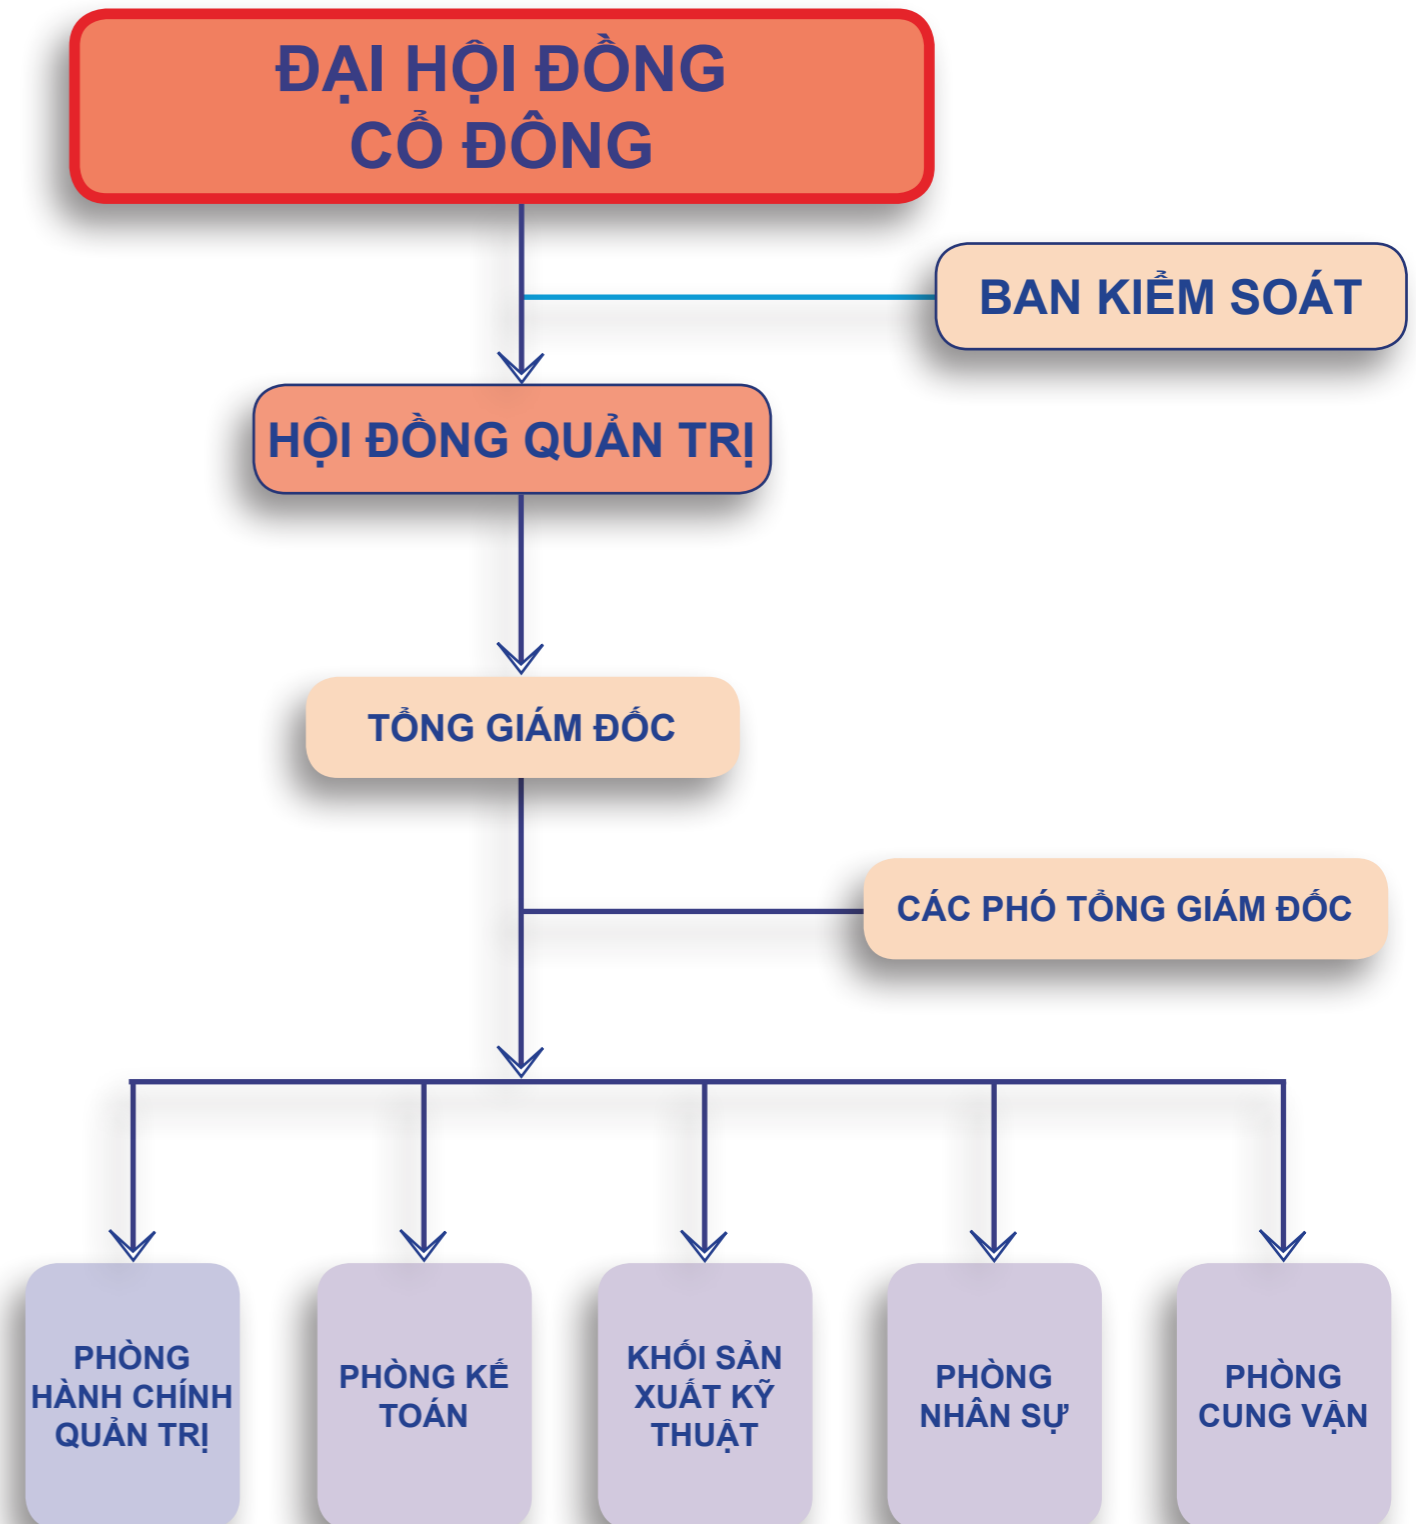 ĐẠI HỘI ĐỒNG
CỔ ĐÔNG
BAN KIỂM SOÁT
HỘI ĐỒNG QUẢN TRỊ
TỔNG GIÁM ĐỐC
CÁC PHÓ TỔNG GIÁM ĐỐC
PHÒNG
HÀNH CHÍNH
QUẢN TRỊ
PHÒNG KẾ
TOÁN
KHỐI SẢN
XUẤT KỸ
THUẬT
PHÒNG
NHÂN SỰ
PHÒNG
CUNG VẬN